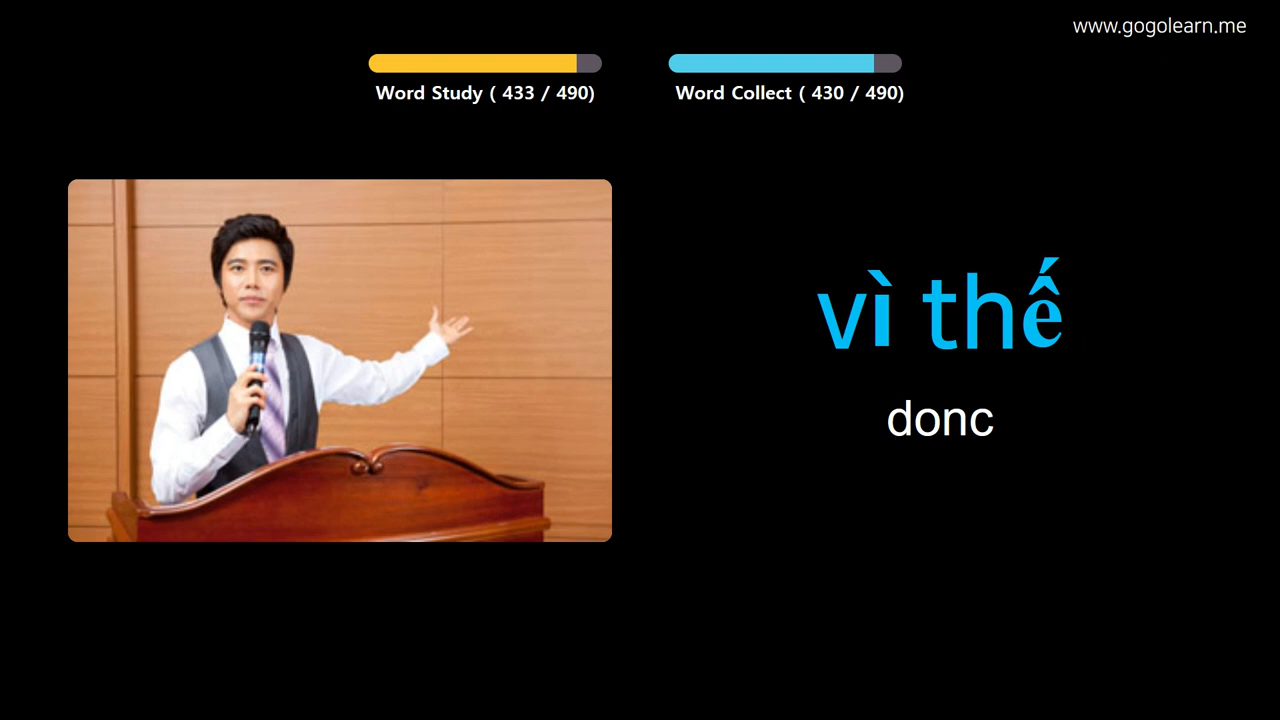 www.gogolearn.me
Word Study ( 433 / 490)
Word Collect ( 430 / 490)
vì thế
donc